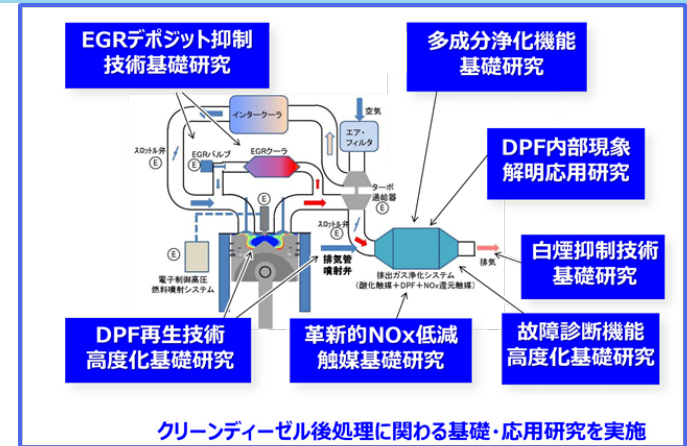 EGRデポジット抑制
技術基礎研究
多成分浄化機能
基礎研究
インタークーラ
空気
エア・
フィルタ
スロットル弁
E
EGRバルブ
E
EGRクーラ
DPF内部現象
解明応用研究
ターボ
過給器
E
E
スロットル弁
E
E
電子制御高圧
燃料噴射システム
排気管
噴射弁
排出ガス浄化システム
(酸化触媒+DPF+NOx還元触媒)
排気
白煙抑制技術
基礎研究
DPF再生技術
高度化基礎研究
革新的NOx低減
触媒基礎研究
故障診断機能
高度化基礎研究
クリーンディーゼル後処理に関わる基礎・応用研究を実施